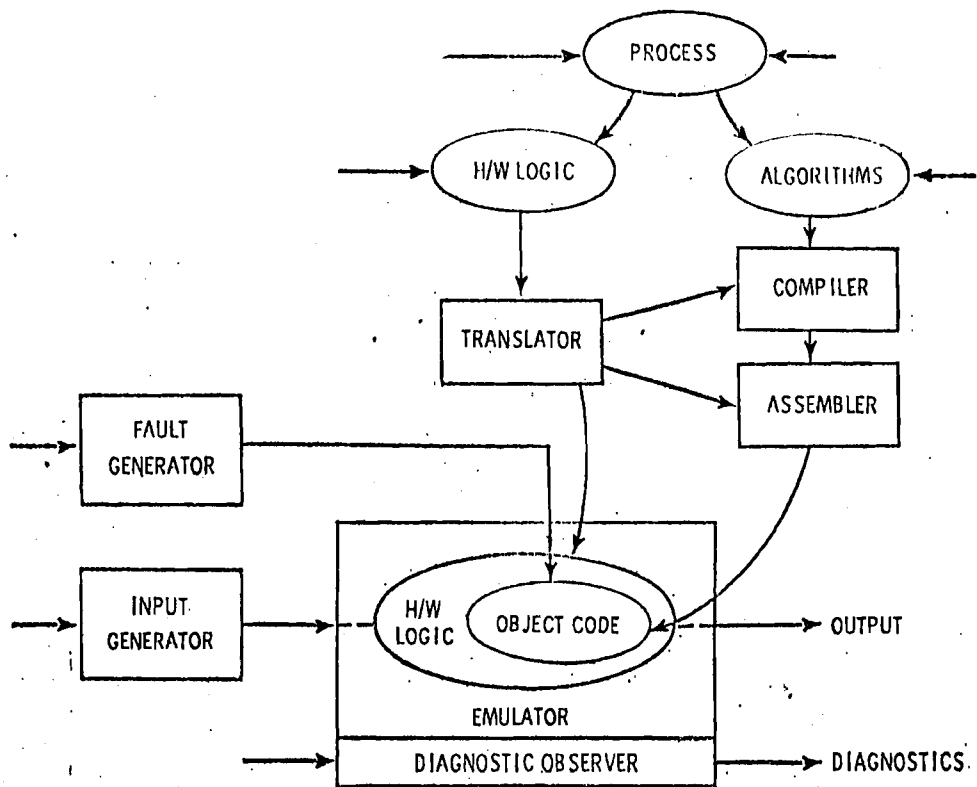 PROCESS
H/W LOGIC
ALGORITHMS
COMPILER
TRANSLATOR
ASSEMBLER
FAULT
GENERATOR
INPUT
GENERATOR
H/W
LOGIC
OBJECT CODE
OUTPUT
EMULATOR
DIAGNOSTIC OBSERVER
DIAGNOSTICS